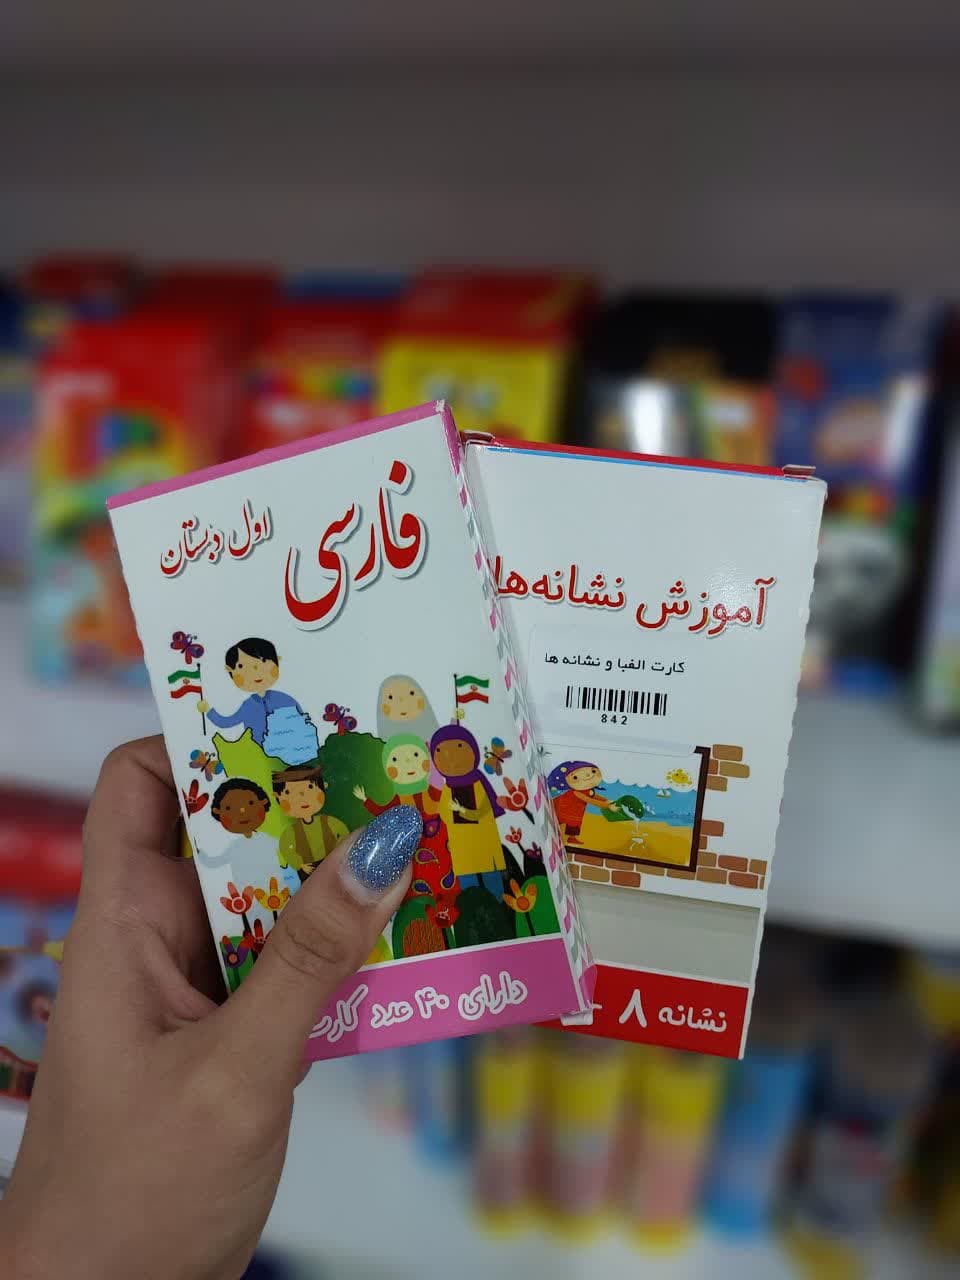 فارسی
اول دبستان
دارای ۴۰ عدد کارت
آموزش نشانه‌ها
کارت الفبا و نشانه ها
842
نشانه ۸